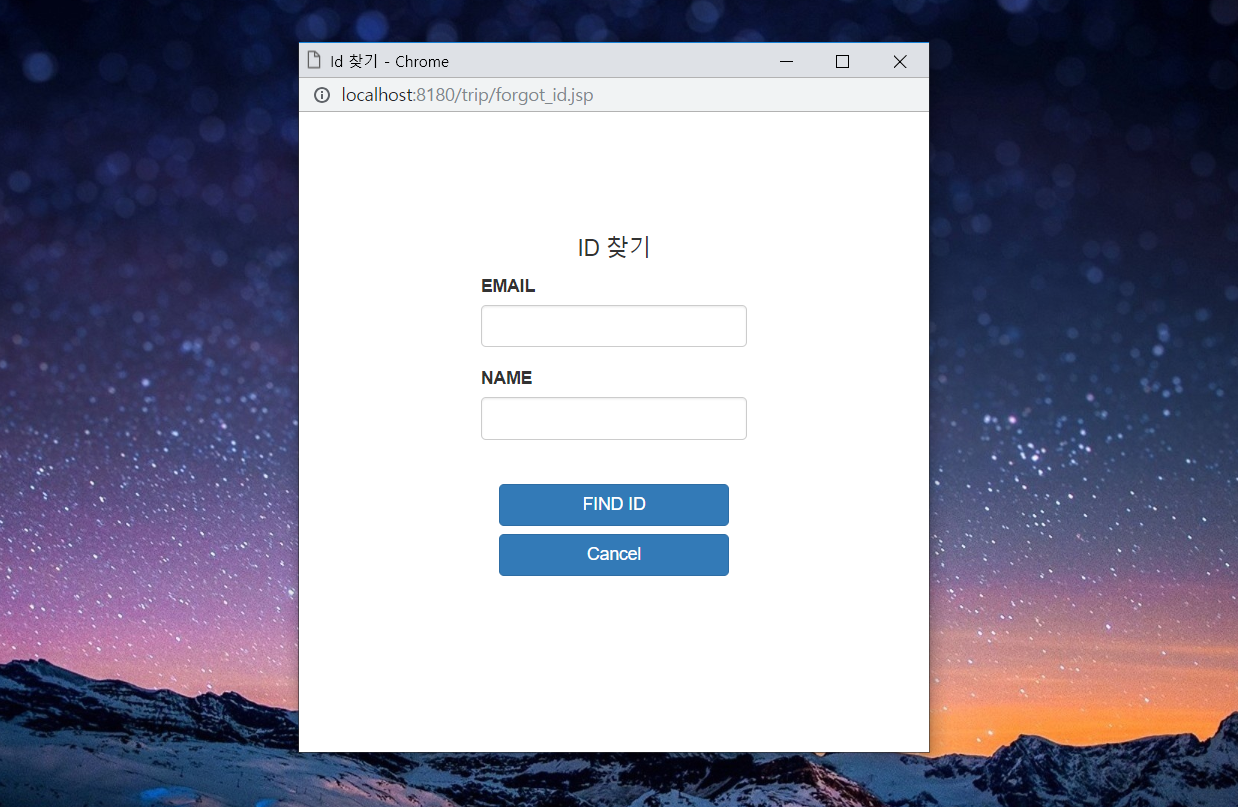 Id 찾기 - Chrome
localhost:8180/trip/forgot_id.jsp
ID 찾기
EMAIL
NAME
FIND ID
Cancel